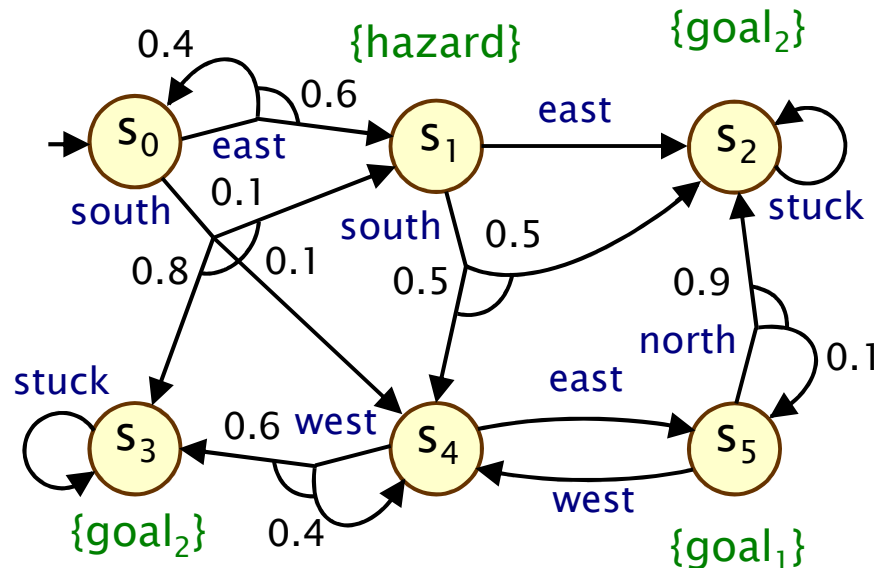 {goal₂}
0.4
{hazard}
0.6
s₀
east
s₁
east
s₂
0.1
south
south
0.5
stuck
0.8
0.1
0.5
0.9
north
0.1
stuck
east
0.6
west
s₃
s₄
s₅
west
0.4
{goal₂}
{goal₁}